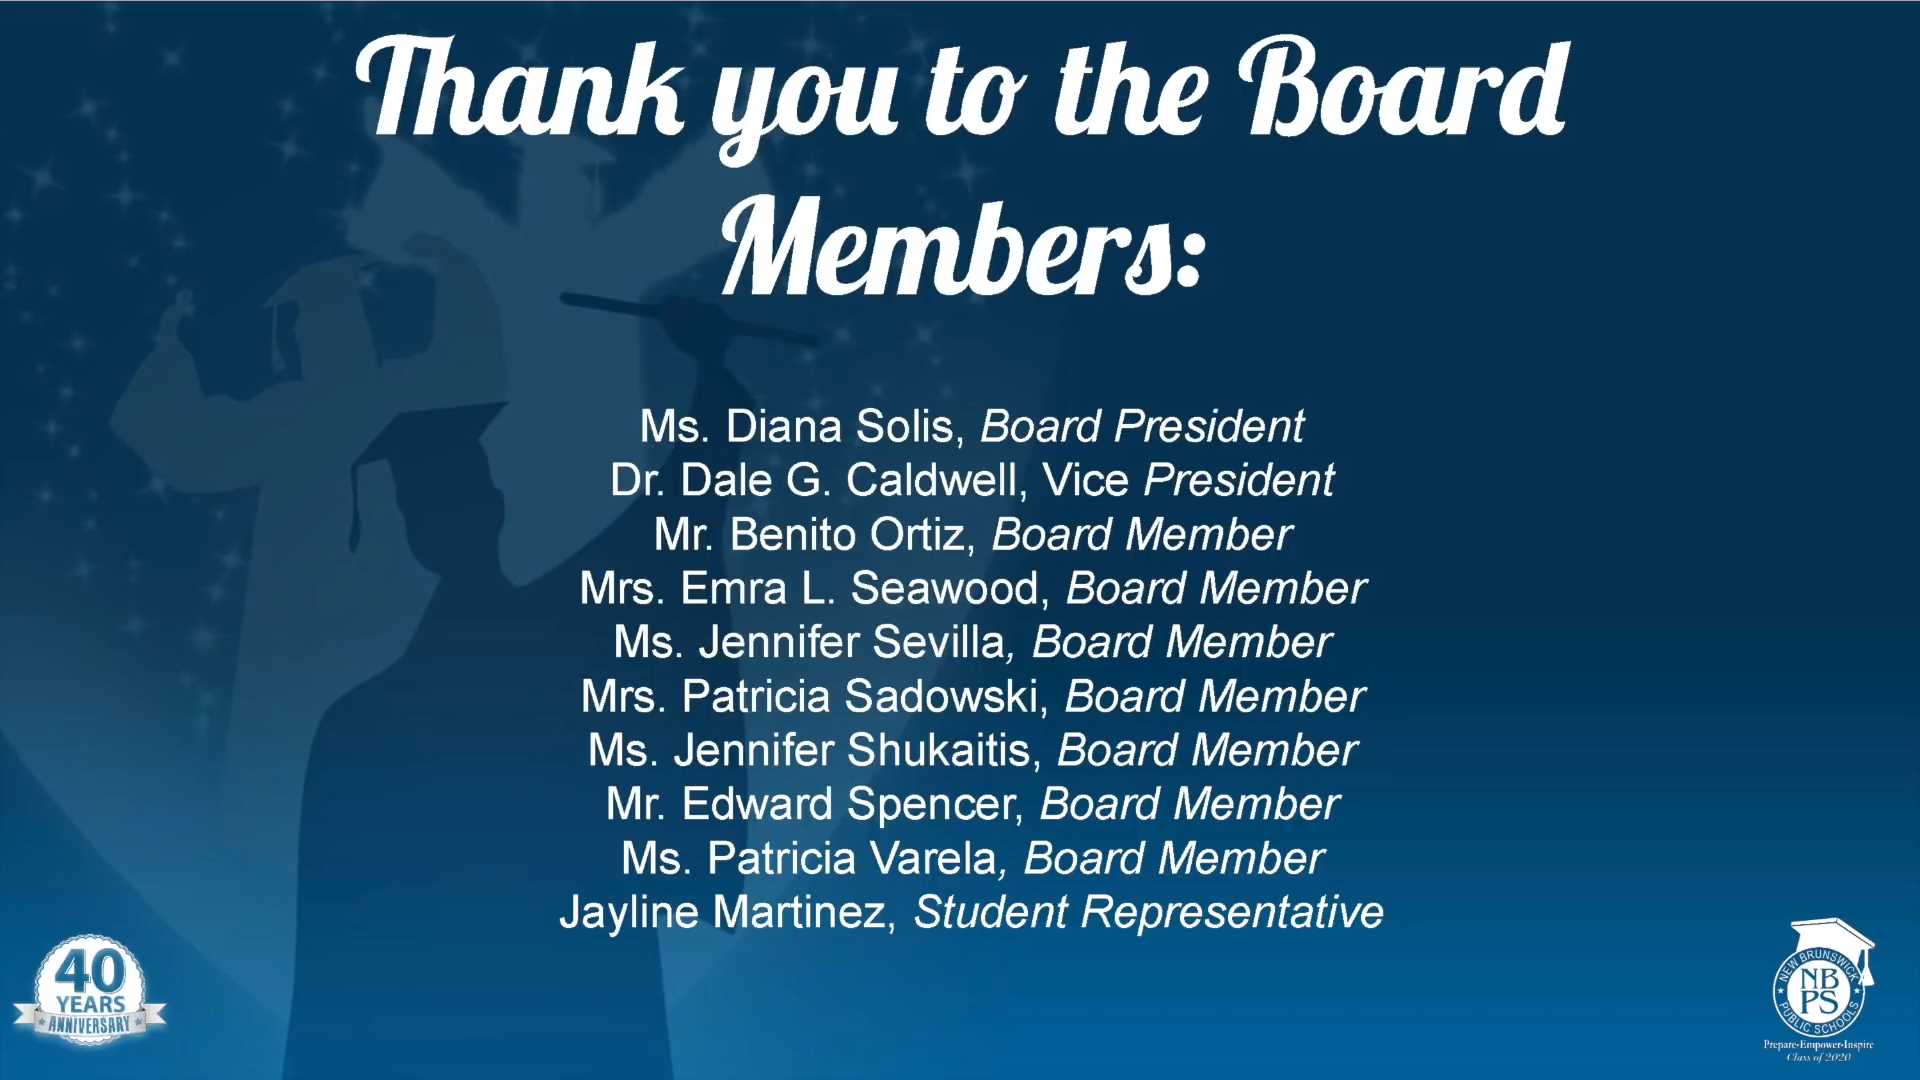 Thank you to the Board
Members:
Ms. Diana Solis, Board President
Dr. Dale G. Caldwell, Vice President
Mr. Benito Ortiz, Board Member
Mrs. Emra L. Seawood, Board Member
Ms. Jennifer Sevilla, Board Member
Mrs. Patricia Sadowski, Board Member
Ms. Jennifer Shukaitis, Board Member
Mr. Edward Spencer, Board Member
Ms. Patricia Varela, Board Member
Jayline Martinez, Student Representative
40
YEARS
ANNIVERSARY
NEW BRUNSWICK
NB
PS
PUBLIC SCHOOLS
Prepare•Empower•Inspire
Class of 2020